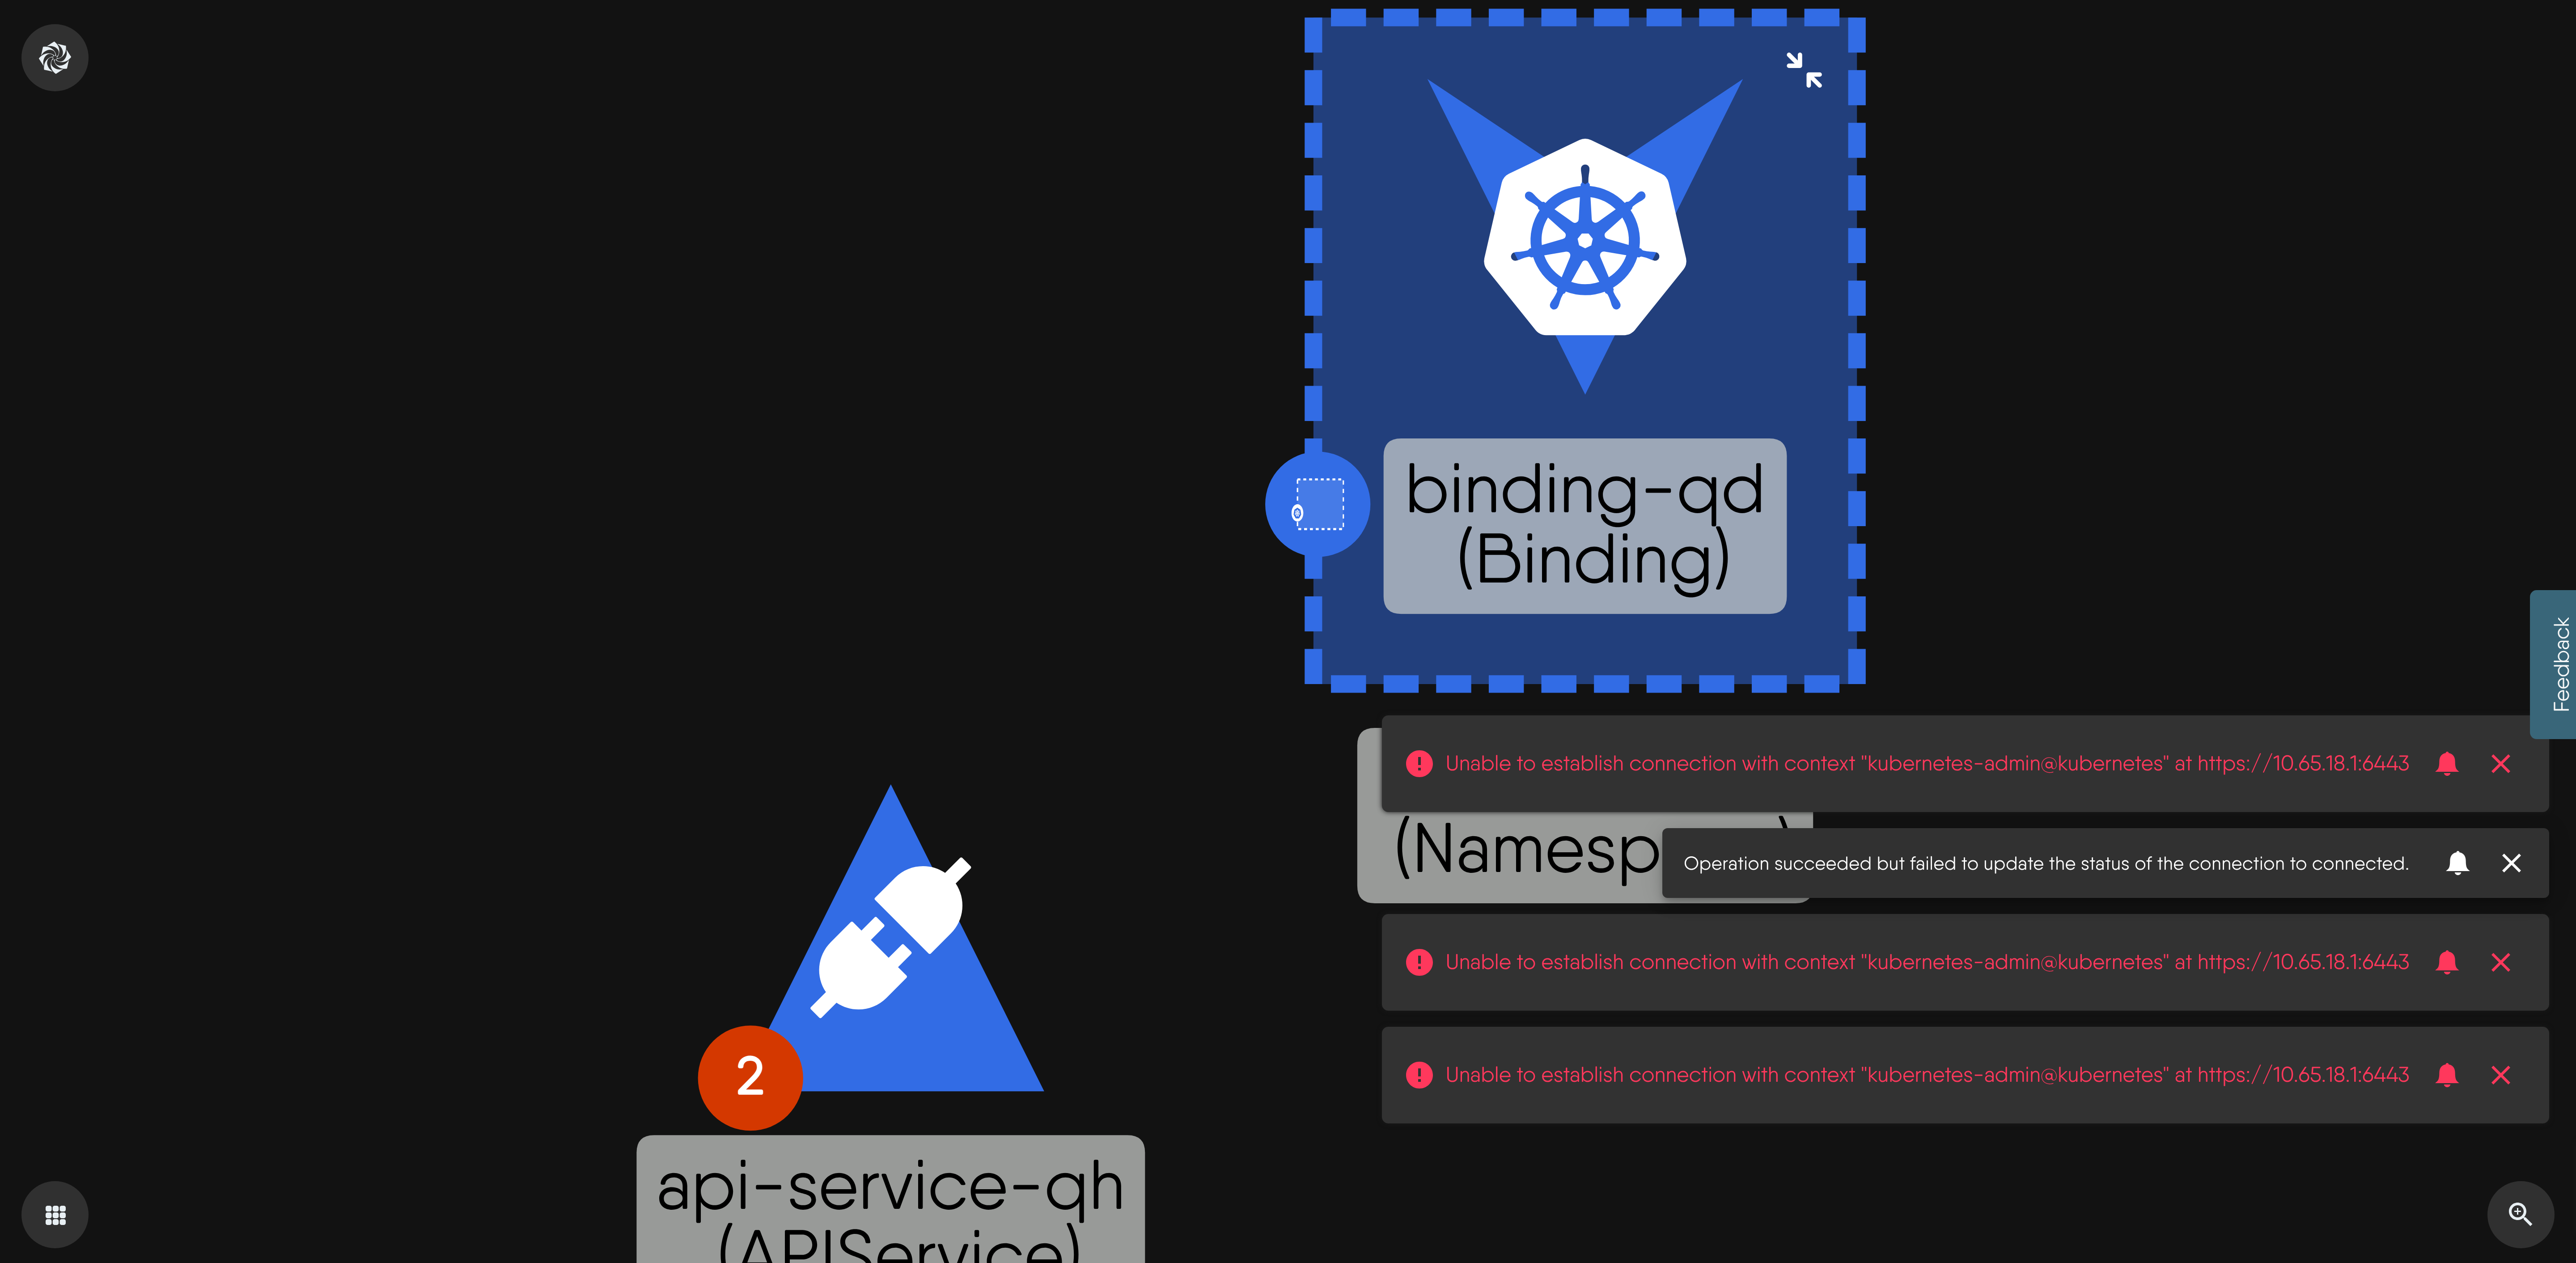 binding-qd
(Binding)
Feedback
Unable to establish connection with context "kubernetes-admin@kubernetes" at https://10.65.18.1:6443
Operation succeeded but failed to update the status of the connection to connected.
Unable to establish connection with context "kubernetes-admin@kubernetes" at https://10.65.18.1:6443
Unable to establish connection with context "kubernetes-admin@kubernetes" at https://10.65.18.1:6443
2
api-service-qh
(APIService)